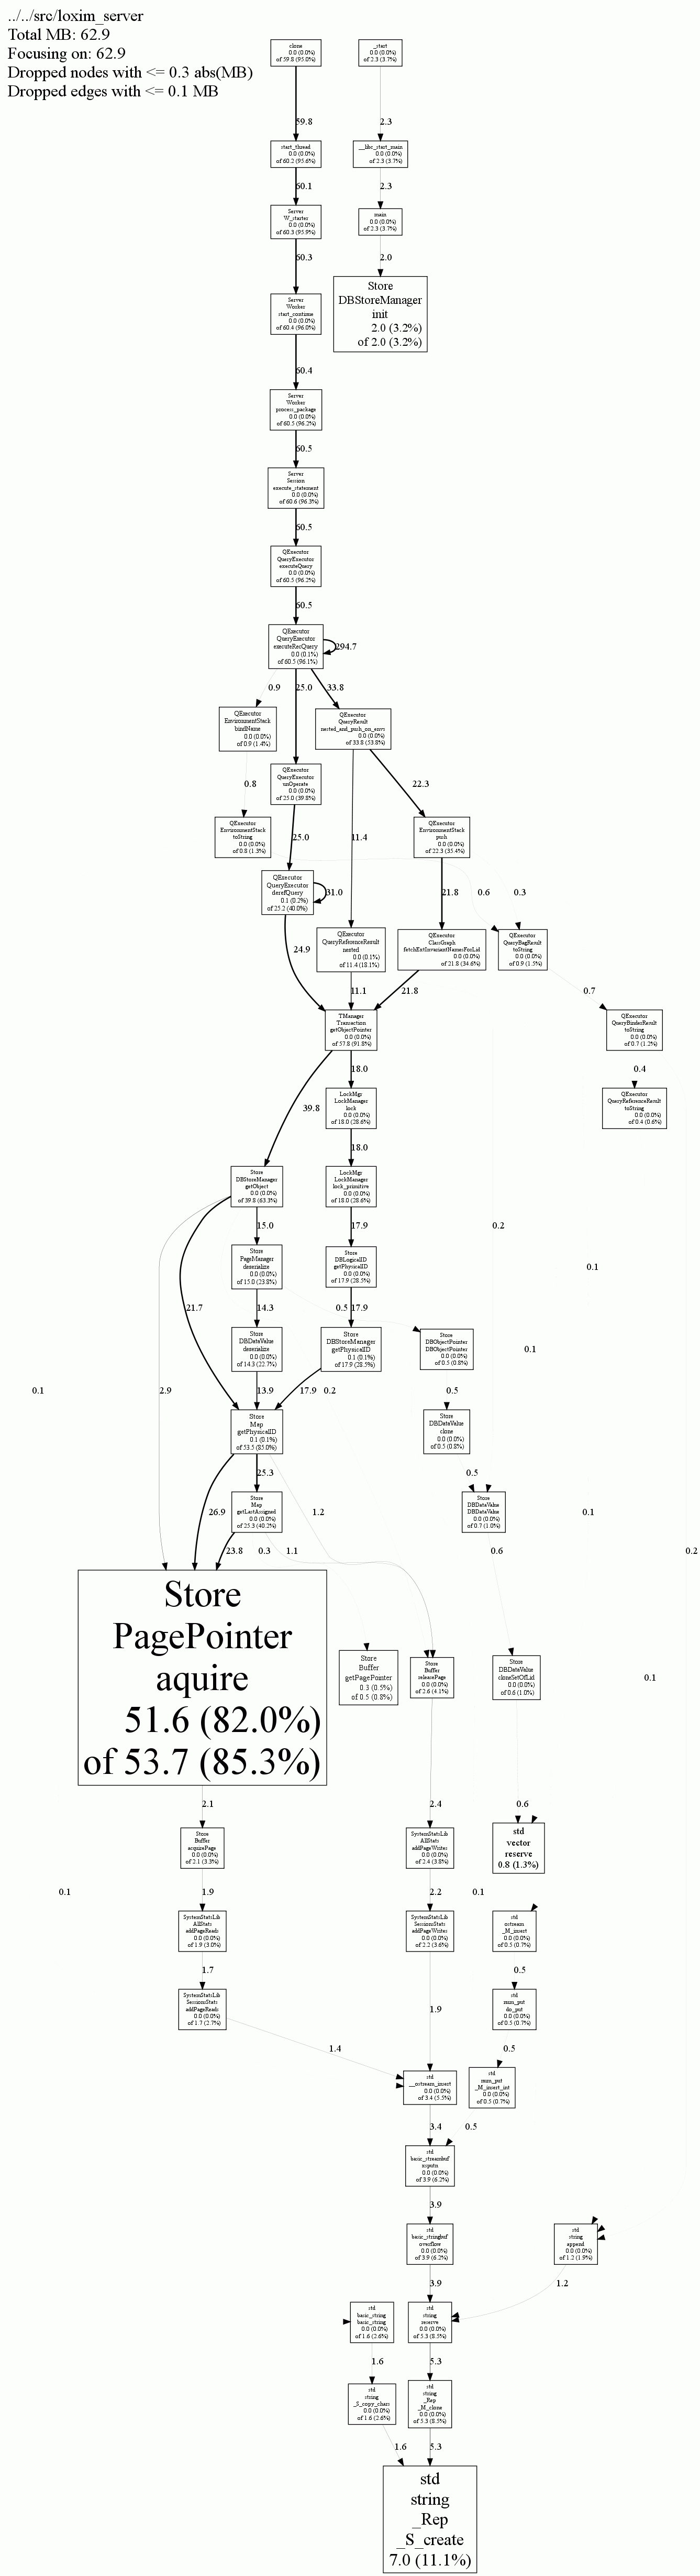 ../../src/loxim_server
Total MB: 62.9
Focusing on: 62.9
Dropped nodes with <= 0.3 abs(MB)
Dropped edges with <= 0.1 MB
clone
0.0 (0.0%)
of 59.8 (95.0%)
_start
0.0 (0.0%)
of 2.3 (3.7%)
59.8
2.3
start_thread
0.0 (0.0%)
of 60.2 (95.6%)
__libc_start_main
0.0 (0.0%)
of 2.3 (3.7%)
60.1
2.3
Server
W_starter
0.0 (0.0%)
of 60.3 (95.9%)
main
0.0 (0.0%)
of 2.3 (3.7%)
60.3
2.0
Server
Worker
start_continue
0.0 (0.0%)
of 60.4 (96.0%)
Store
DBStoreManager
init
2.0 (3.2%)
of 2.0 (3.2%)
60.4
Server
Worker
process_package
0.0 (0.0%)
of 60.5 (96.2%)
60.5
Server
Session
execute_statement
0.0 (0.0%)
of 60.6 (96.3%)
60.5
QExecutor
QueryExecutor
executeQuery
0.0 (0.0%)
of 60.5 (96.2%)
60.5
QExecutor
QueryExecutor
executeRecQuery
0.0 (0.1%)
of 60.5 (96.1%)
294.7
0.9
25.0
33.8
QExecutor
EnvironmentStack
bindName
0.0 (0.0%)
of 0.9 (1.4%)
QExecutor
QueryResult
nested_and_push_on_envs
0.0 (0.0%)
of 33.8 (53.8%)
QExecutor
QueryExecutor
unOperate
0.0 (0.0%)
of 25.0 (39.8%)
0.8
22.3
QExecutor
EnvironmentStack
toString
0.0 (0.0%)
of 0.8 (1.3%)
25.0
11.4
QExecutor
EnvironmentStack
push
0.0 (0.0%)
of 22.3 (35.4%)
QExecutor
QueryExecutor
derefQuery
0.1 (0.2%)
of 25.2 (40.0%)
31.0
21.8
0.6
0.3
24.9
QExecutor
QueryReferenceResult
nested
0.0 (0.1%)
of 11.4 (18.1%)
QExecutor
ClassGraph
fetchExtInvariantNamesForLid
0.0 (0.0%)
of 21.8 (34.6%)
QExecutor
QueryBagResult
toString
0.0 (0.0%)
of 0.9 (1.5%)
11.1
21.8
0.7
TManager
Transaction
getObjectPointer
0.0 (0.0%)
of 57.8 (91.8%)
QExecutor
QueryBinderResult
toString
0.0 (0.0%)
of 0.7 (1.2%)
18.0
0.4
39.8
LockMgr
LockManager
lock
0.0 (0.0%)
of 18.0 (28.6%)
QExecutor
QueryReferenceResult
toString
0.0 (0.0%)
of 0.4 (0.6%)
18.0
Store
DBStoreManager
getObject
0.0 (0.0%)
of 39.8 (63.3%)
LockMgr
LockManager
lock_primitive
0.0 (0.0%)
of 18.0 (28.6%)
15.0
17.9
0.2
Store
PageManager
deserialize
0.0 (0.0%)
of 15.0 (23.8%)
Store
DBLogicalID
getPhysicalID
0.0 (0.0%)
of 17.9 (28.5%)
0.1
21.7
14.3
0.5
17.9
Store
DBDataValue
deserialize
0.0 (0.0%)
of 14.3 (22.7%)
Store
DBStoreManager
getPhysicalID
0.1 (0.1%)
of 17.9 (28.5%)
Store
DBObjectPointer
DBObjectPointer
0.0 (0.0%)
of 0.5 (0.8%)
0.1
0.1
2.9
13.9
17.9
0.2
0.5
Store
Map
getPhysicalID
0.1 (0.1%)
of 53.5 (85.0%)
Store
DBDataValue
clone
0.0 (0.0%)
of 0.5 (0.8%)
25.3
0.5
26.9
Store
Map
getLastAssigned
0.0 (0.0%)
of 25.3 (40.2%)
1.2
Store
DBDataValue
DBDataValue
0.0 (0.0%)
of 0.7 (1.0%)
0.1
23.8
0.3
1.1
0.6
0.2
Store
PagePointer
aquire
51.6 (82.0%)
of 53.7 (85.3%)
Store
Buffer
getPagePointer
0.3 (0.5%)
of 0.5 (0.8%)
Store
Buffer
releasePage
0.0 (0.0%)
of 2.6 (4.1%)
Store
DBDataValue
cloneSetOfLid
0.0 (0.0%)
of 0.6 (1.0%)
0.1
2.1
2.4
0.6
Store
Buffer
acquirePage
0.0 (0.0%)
of 2.1 (3.3%)
SystemStatsLib
AllStats
addPageWrites
0.0 (0.0%)
of 2.4 (3.8%)
std
vector
reserve
0.8 (1.3%)
0.1
1.9
2.2
0.1
SystemStatsLib
AllStats
addPageReads
0.0 (0.0%)
of 1.9 (3.0%)
SystemStatsLib
SessionStats
addPageWrites
0.0 (0.0%)
of 2.2 (3.6%)
std
ostream
_M_insert
0.0 (0.0%)
of 0.5 (0.7%)
1.7
0.5
SystemStatsLib
SessionStats
addPageReads
0.0 (0.0%)
of 1.7 (2.7%)
1.9
std
num_put
do_put
0.0 (0.0%)
of 0.5 (0.7%)
1.4
0.5
std
__ostream_insert
0.0 (0.0%)
of 3.4 (5.5%)
std
num_put
_M_insert_int
0.0 (0.0%)
of 0.5 (0.7%)
3.4
0.5
std
basic_streambuf
xsputn
0.0 (0.0%)
of 3.9 (6.2%)
3.9
std
basic_stringbuf
overflow
0.0 (0.0%)
of 3.9 (6.2%)
std
string
append
0.0 (0.0%)
of 1.2 (1.9%)
3.9
1.2
std
basic_string
basic_string
0.0 (0.0%)
of 1.6 (2.6%)
std
string
reserve
0.0 (0.0%)
of 5.3 (8.5%)
1.6
5.3
std
string
_S_copy_chars
0.0 (0.0%)
of 1.6 (2.6%)
std
string
_Rep
_M_clone
0.0 (0.0%)
of 5.3 (8.5%)
1.6
5.3
std
string
_Rep
_S_create
7.0 (11.1%)